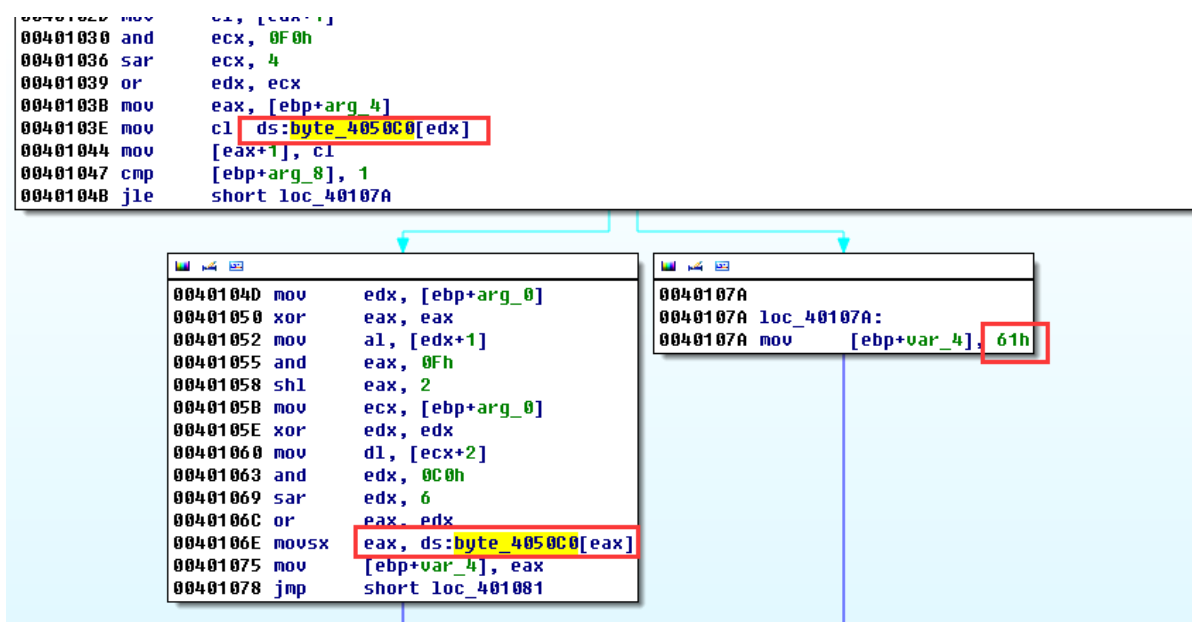 0040102D mov cl, [edx+1]
00401030 and ecx, 0F0h
00401036 sar ecx, 4
00401039 or edx, ecx
0040103B mov eax, [ebp+arg_4]
0040103E mov cl ds:byte_4050C0[edx]
00401044 mov [eax+1], cl
00401047 cmp [ebp+arg_8], 1
0040104B jle short loc_40107A
0040104D mov edx, [ebp+arg_0]
00401050 xor eax, eax
00401052 mov al, [edx+1]
00401055 and eax, 0Fh
00401058 shl eax, 2
0040105B mov ecx, [ebp+arg_0]
0040105E xor edx, edx
00401060 mov dl, [ecx+2]
00401063 and edx, 0C0h
00401069 sar edx, 6
0040106C or eax, edx
0040106E movsx eax, ds:byte_4050C0[eax]
00401075 mov [ebp+var_4], eax
00401078 jmp short loc_401081
0040107A
0040107A loc_40107A:
0040107A mov [ebp+var_4], 61h